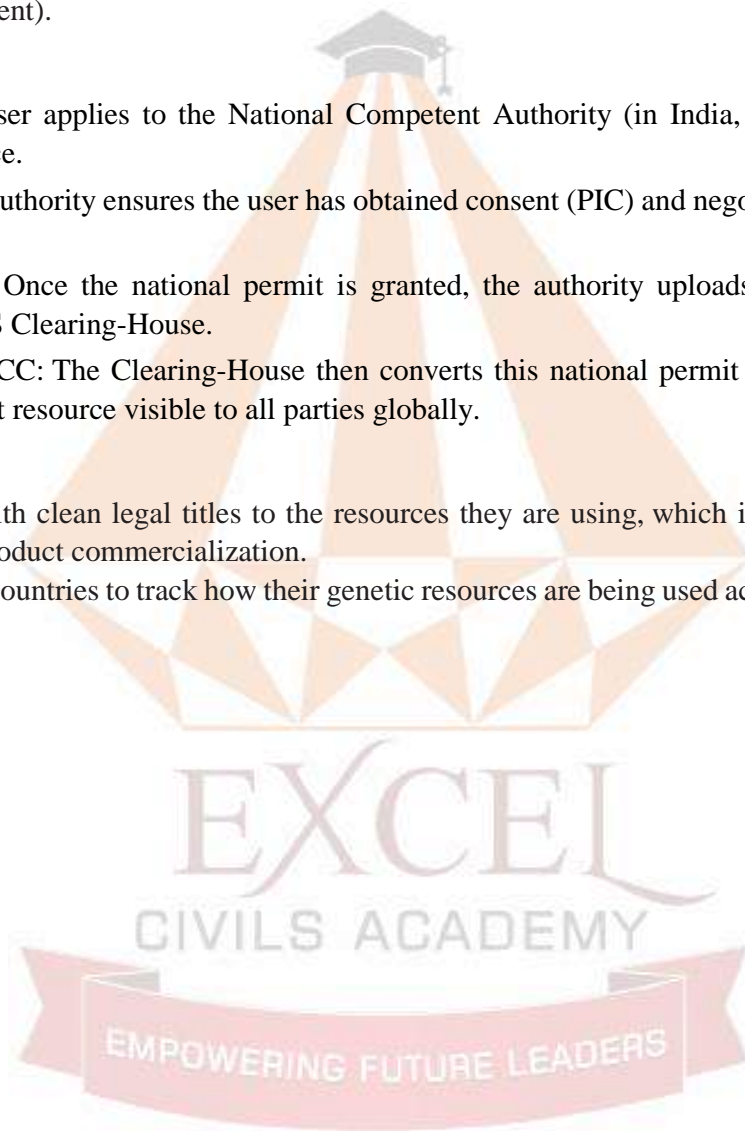 ent).
ser applies to the National Competent Authority (in India,
ce.
uthority ensures the user has obtained consent (PIC) and nego
Once the national permit is granted, the authority uploads
S Clearing-House.
CC: The Clearing-House then converts this national permit
t resource visible to all parties globally.
ith clean legal titles to the resources they are using, which i
oduct commercialization.
ountries to track how their genetic resources are being used ac
EXCEL
CIVILS ACADEMY
EMPOWERING FUTURE LEADERS